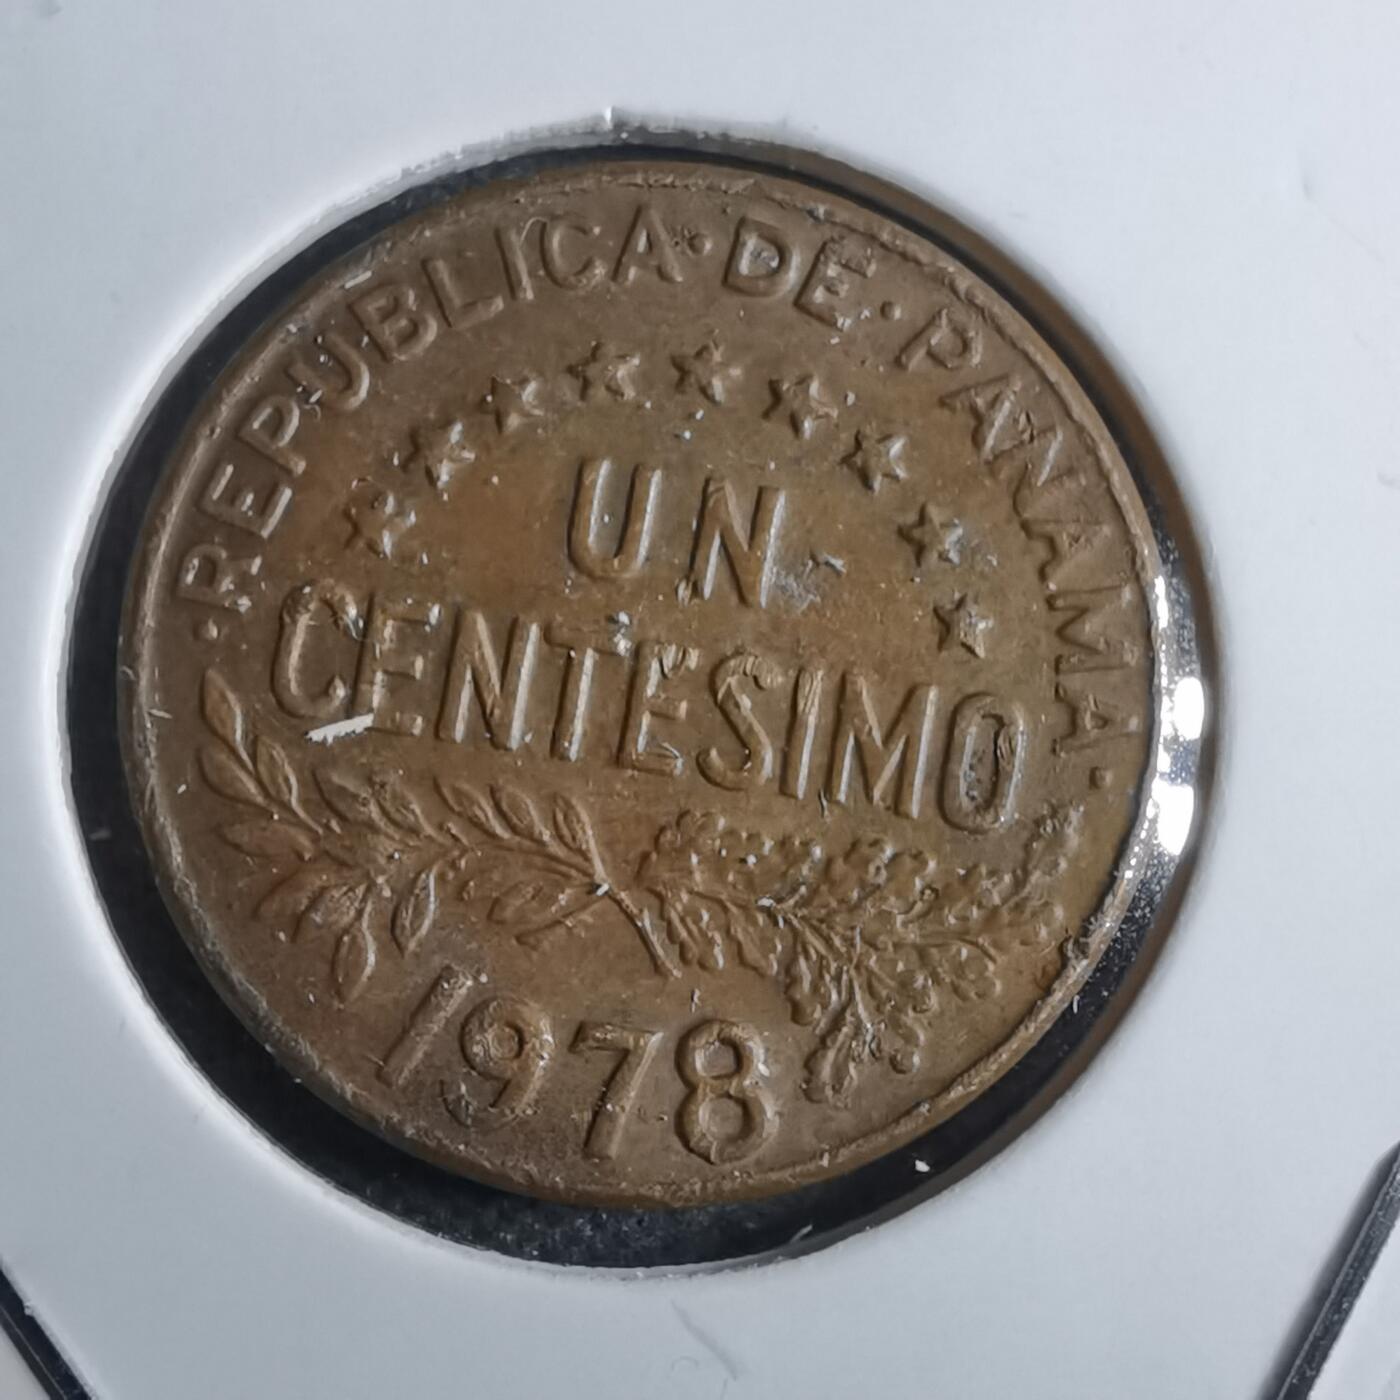 ·REPUBLICA·DE·PANAMA·
UN
CENTESIMO
1978